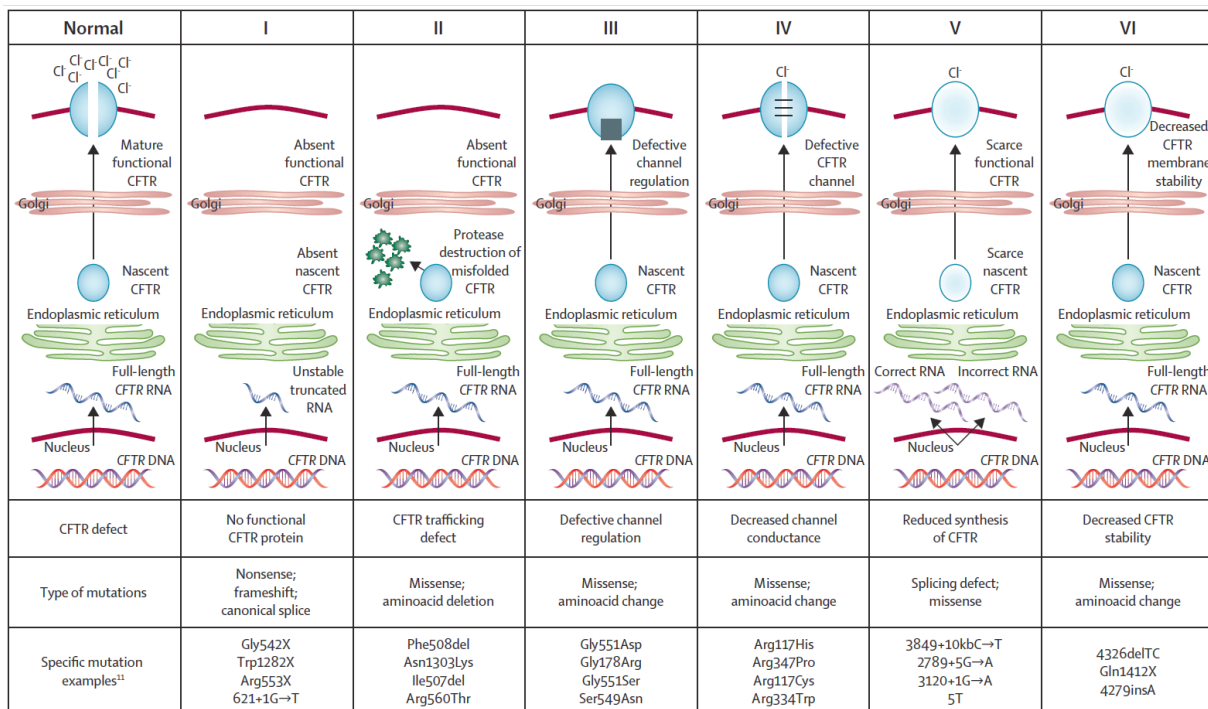 Normal
I
II
III
IV
V
VI
Cl⁻ Cl⁻ Cl⁻ Cl⁻
Cl⁻ Cl⁻ Cl⁻
Cl⁻
Mature
functional
CFTR
Golgi
Nascent
CFTR
Endoplasmic reticulum
Full-length
CFTR RNA
Nucleus
CFTR DNA
Absent
functional
CFTR
Golgi
Absent
nascent
CFTR
Endoplasmic reticulum
Unstable
truncated
RNA
Nucleus
CFTR DNA
Absent
functional
CFTR
Golgi
Protease
destruction of
misfolded
CFTR
Endoplasmic reticulum
Full-length
CFTR RNA
Nucleus
CFTR DNA
Defective
channel
regulation
Golgi
Nascent
CFTR
Endoplasmic reticulum
Full-length
CFTR RNA
Nucleus
CFTR DNA
Cl⁻
Defective
CFTR
channel
Golgi
Nascent
CFTR
Endoplasmic reticulum
Full-length
CFTR RNA
Nucleus
CFTR DNA
Cl⁻
Scarce
functional
CFTR
Golgi
Scarce
nascent
CFTR
Endoplasmic reticulum
Correct RNA Incorrect RNA
Nucleus
CFTR DNA
Cl⁻
Decreased
CFTR
membrane
stability
Golgi
Nascent
CFTR
Endoplasmic reticulum
Full-length
CFTR RNA
Nucleus
CFTR DNA
CFTR defect
No functional
CFTR protein
CFTR trafficking
defect
Defective channel
regulation
Decreased channel
conductance
Reduced synthesis
of CFTR
Decreased CFTR
stability
Type of mutations
Nonsense;
frameshift;
canonical splice
Missense;
aminoacid deletion
Missense;
aminoacid change
Missense;
aminoacid change
Splicing defect;
missense
Missense;
aminoacid change
Specific mutation
examples¹¹
Gly542X
Trp1282X
Arg553X
621+1G→T
Phe508del
Asn1303Lys
Ile507del
Arg560Thr
Gly551Asp
Gly178Arg
Gly551Ser
Ser549Asn
Arg117His
Arg347Pro
Arg117Cys
Arg334Trp
3849+10kbC→T
2789+5G→A
3120+1G→A
5T
4326delTC
Gln1412X
4279insA